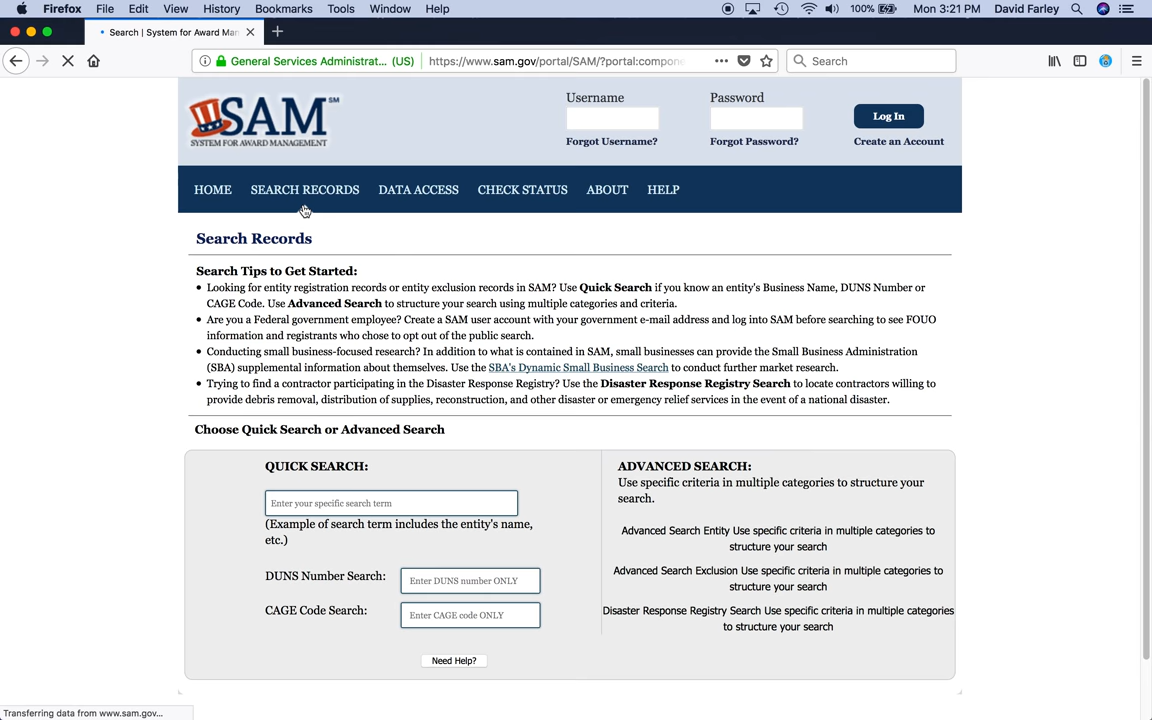 Firefox File Edit View History Bookmarks Tools Window Help 100% Mon 3:21 PM David Farley
Search | System for Award Man
General Services Administrat... (US) https://www.sam.gov/portal/SAM/?portal:compone Search
SAM SM
SYSTEM FOR AWARD MANAGEMENT
Username Password
Log In
Forgot Username? Forgot Password? Create an Account
HOME SEARCH RECORDS DATA ACCESS CHECK STATUS ABOUT HELP
Search Records
Search Tips to Get Started:
• Looking for entity registration records or entity exclusion records in SAM? Use Quick Search if you know an entity's Business Name, DUNS Number or
CAGE Code. Use Advanced Search to structure your search using multiple categories and criteria.
• Are you a Federal government employee? Create a SAM user account with your government e-mail address and log into SAM before searching to see FOUO
information and registrants who chose to opt out of the public search.
• Conducting small business-focused research? In addition to what is contained in SAM, small businesses can provide the Small Business Administration
(SBA) supplemental information about themselves. Use the SBA's Dynamic Small Business Search to conduct further market research.
• Trying to find a contractor participating in the Disaster Response Registry? Use the Disaster Response Registry Search to locate contractors willing to
provide debris removal, distribution of supplies, reconstruction, and other disaster or emergency relief services in the event of a national disaster.
Choose Quick Search or Advanced Search
QUICK SEARCH:
Enter your specific search term
(Example of search term includes the entity's name,
etc.)
DUNS Number Search: Enter DUNS number ONLY
CAGE Code Search: Enter CAGE code ONLY
Need Help?
ADVANCED SEARCH:
Use specific criteria in multiple categories to structure your
search.
Advanced Search Entity Use specific criteria in multiple categories to
structure your search
Advanced Search Exclusion Use specific criteria in multiple categories to
structure your search
Disaster Response Registry Search Use specific criteria in multiple categories
to structure your search
Transferring data from www.sam.gov...